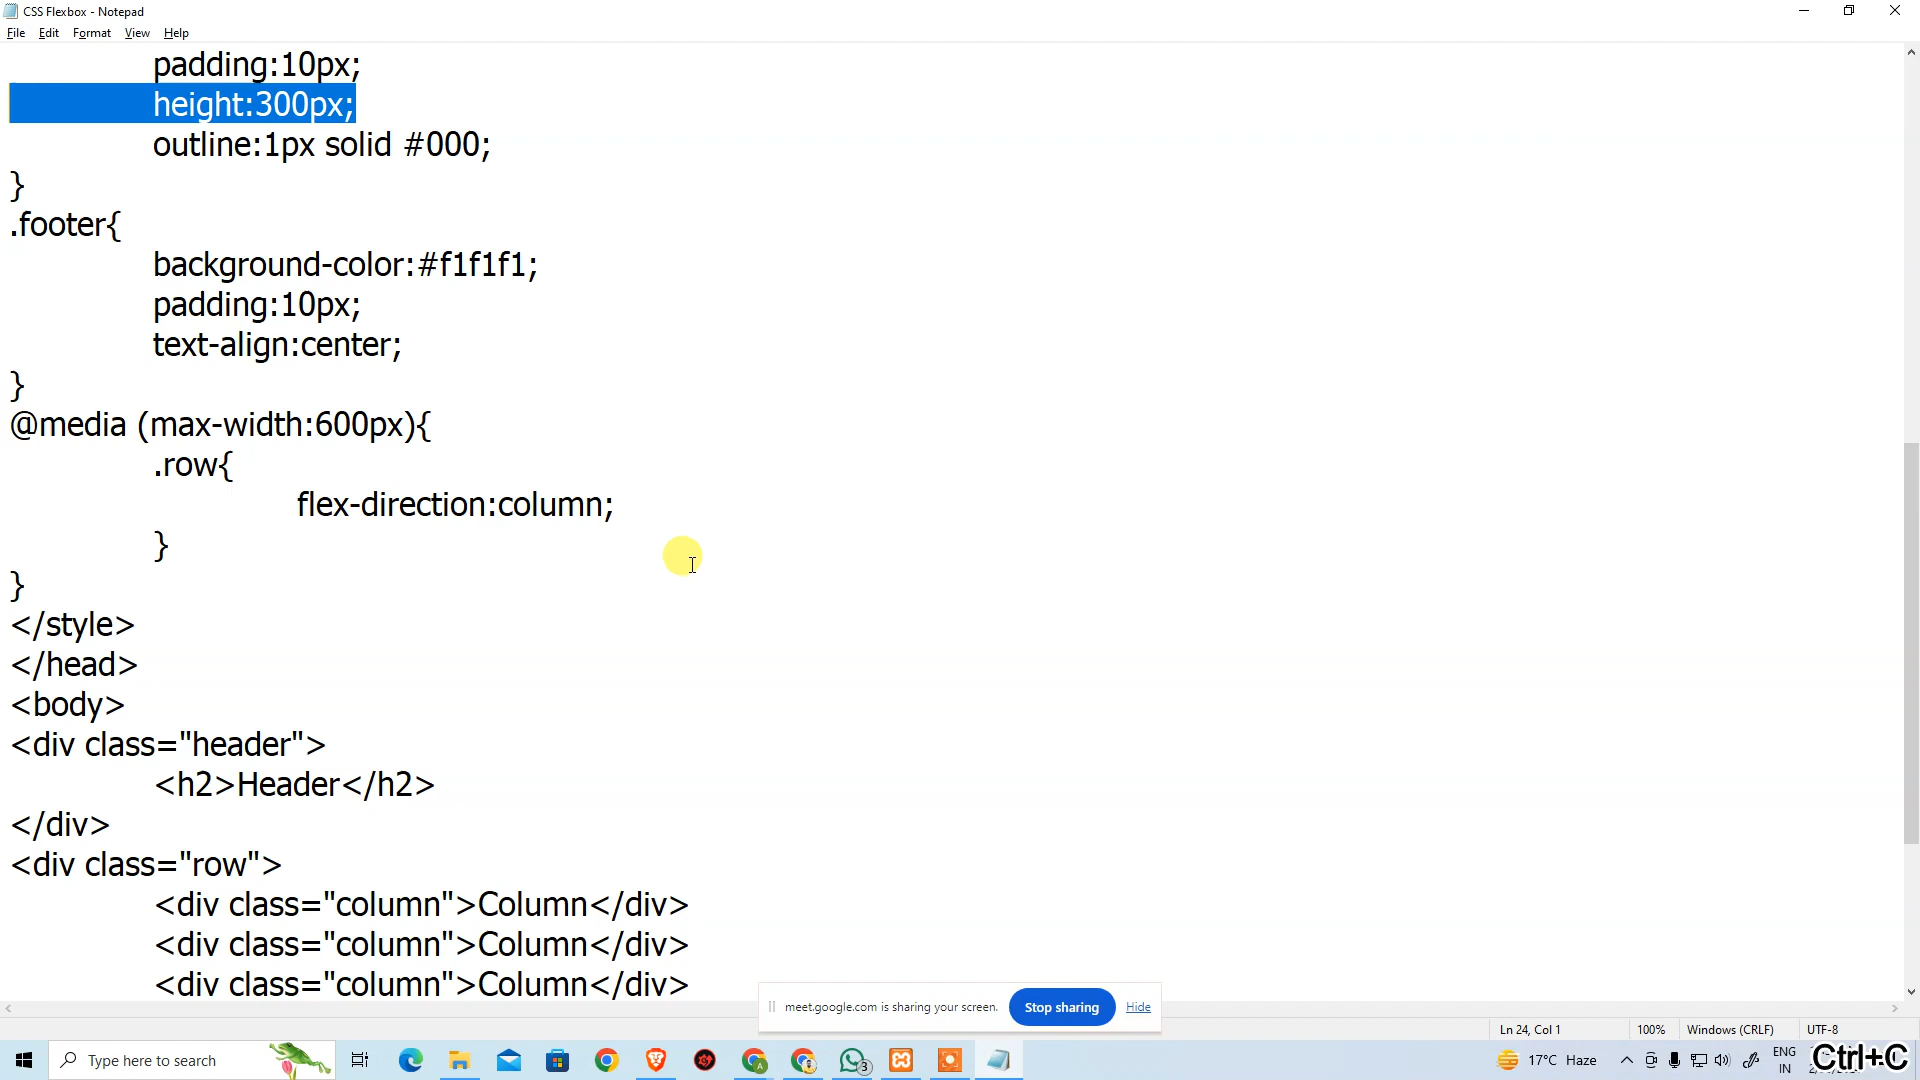 CSS Flexbox - Notepad
File Edit Format View Help
padding:10px;
height:300px;
outline:1px solid #000;
}
.footer{
background-color:#f1f1f1;
padding:10px;
text-align:center;
}
@media (max-width:600px){
.row{
flex-direction:column;
}
}
</style>
</head>
<body>
<div class="header">
<h2>Header</h2>
</div>
<div class="row">
<div class="column">Column</div>
<div class="column">Column</div>
<div class="column">Column</div>
meet.google.com is sharing your screen. Stop sharing Hide
Ln 24, Col 1 100% Windows (CRLF) UTF-8
Type here to search 3 17°C Haze ENG
IN
Ctrl+C